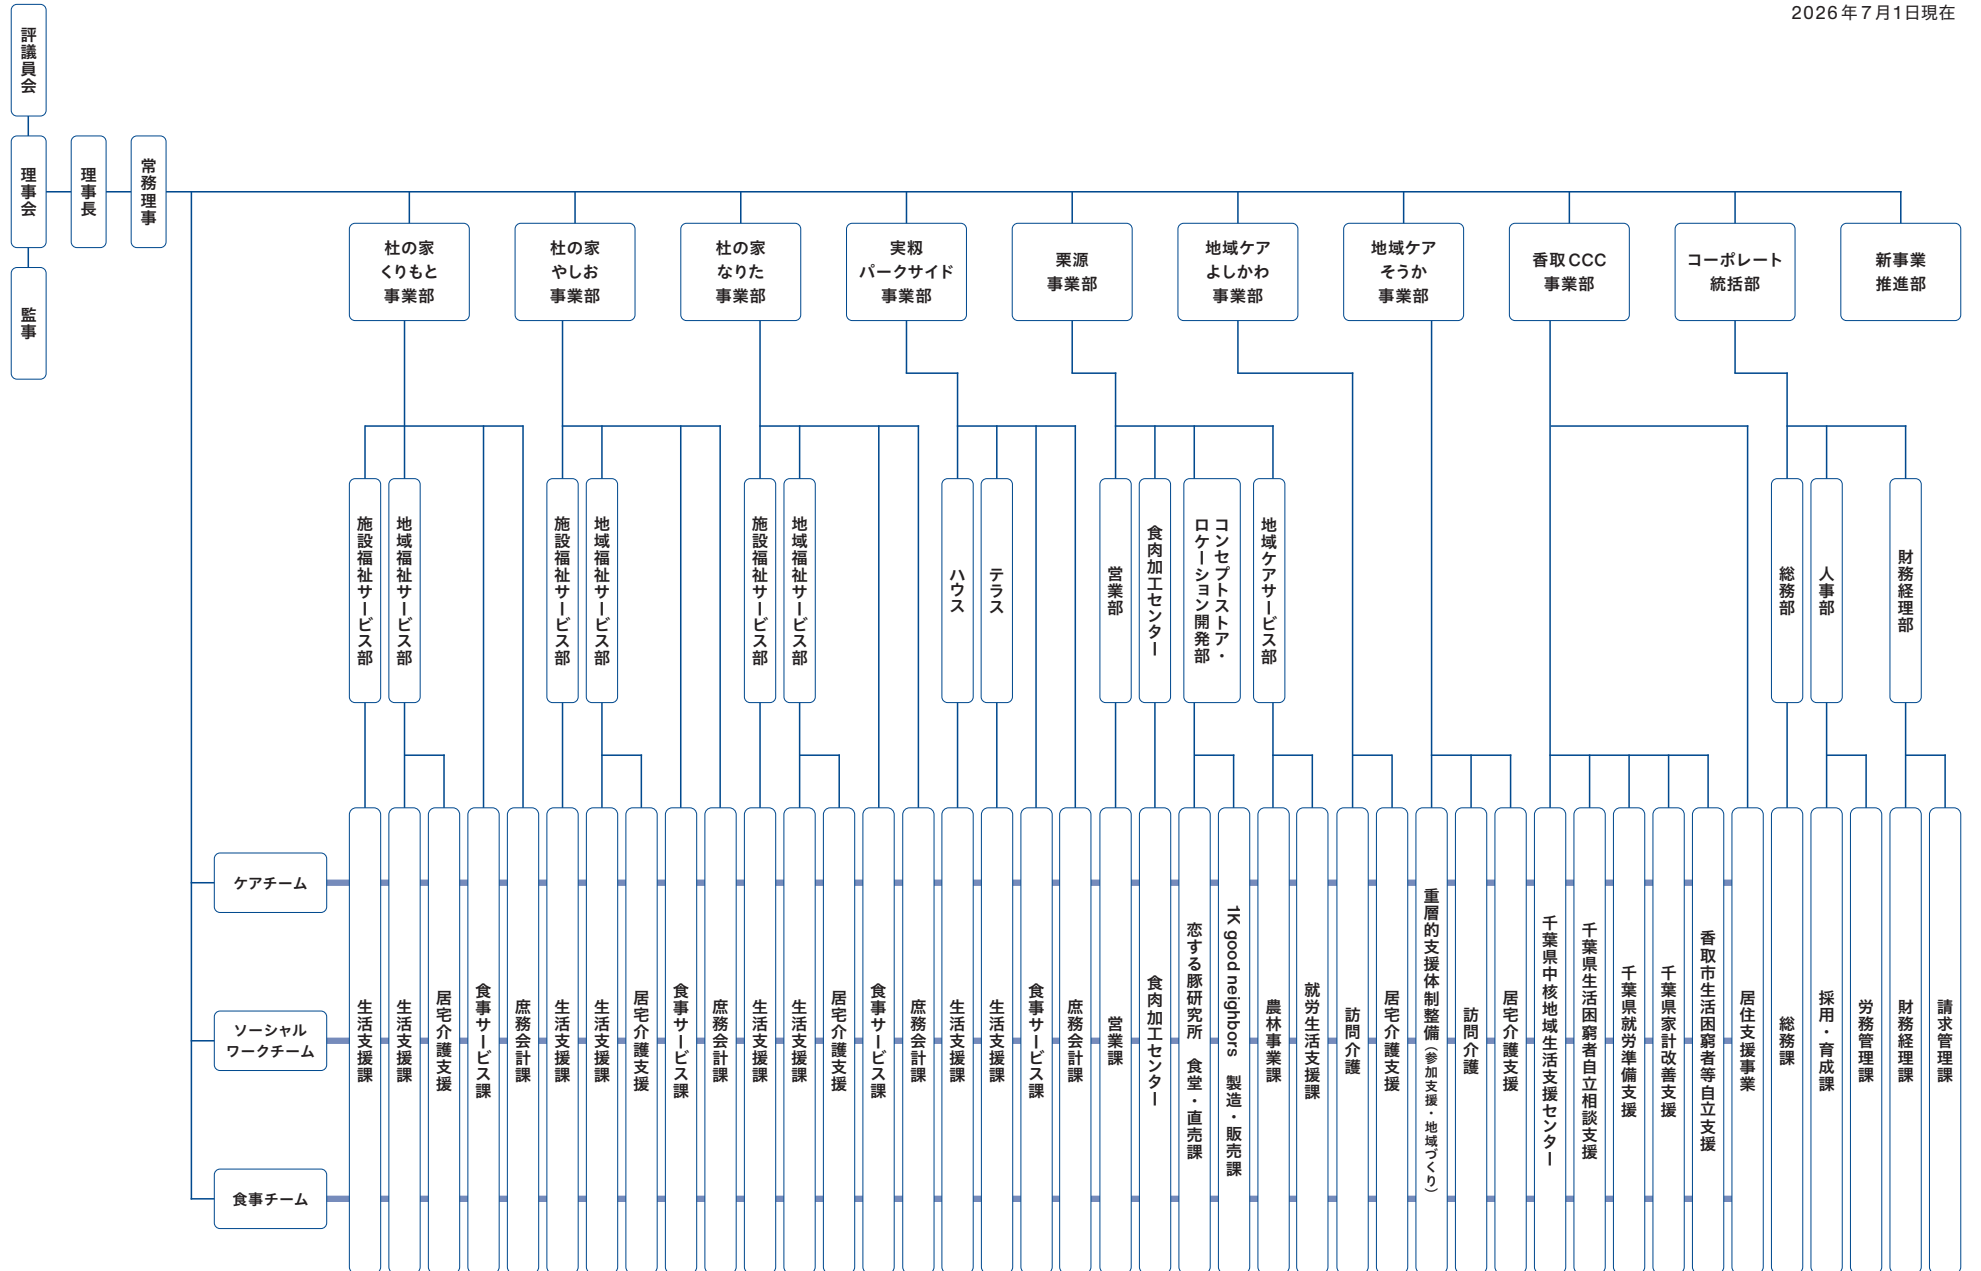 2026年7月1日現在
評議員会
理事会
理事長
常務理事
監事
杜の家
くりもと
事業部
杜の家
やしお
事業部
杜の家
なりた
事業部
実籾
パークサイド
事業部
栗源
事業部
地域ケア
よしかわ
事業部
地域ケア
そうか
事業部
香取CCC
事業部
コーポレート
統括部
新事業
推進部
施設福祉サービス部
地域福祉サービス部
施設福祉サービス部
地域福祉サービス部
施設福祉サービス部
地域福祉サービス部
ハウス
テラス
営業部
食肉加工センター
コンセプトストア・
ロケーション開発部
地域ケアサービス部
総務部
人事部
財務経理部
ケアチーム
ソーシャル
ワークチーム
食事チーム
生活支援課
生活支援課
居宅介護支援
食事サービス課
庶務会計課
生活支援課
生活支援課
居宅介護支援
食事サービス課
庶務会計課
生活支援課
生活支援課
居宅介護支援
食事サービス課
庶務会計課
生活支援課
生活支援課
食事サービス課
庶務会計課
営業課
食肉加工センター
恋する豚研究所　食堂・直売課
1K good neighbors　製造・販売課
農林事業課
就労生活支援課
訪問介護
居宅介護支援
重層的支援体制整備（参加支援・地域づくり）
訪問介護
居宅介護支援
千葉県中核地域生活支援センター
千葉県生活困窮者自立相談支援
千葉県就労準備支援
千葉県家計改善支援
香取市生活困窮者等自立支援
居住支援事業
総務課
採用・育成課
労務管理課
財務経理課
請求管理課